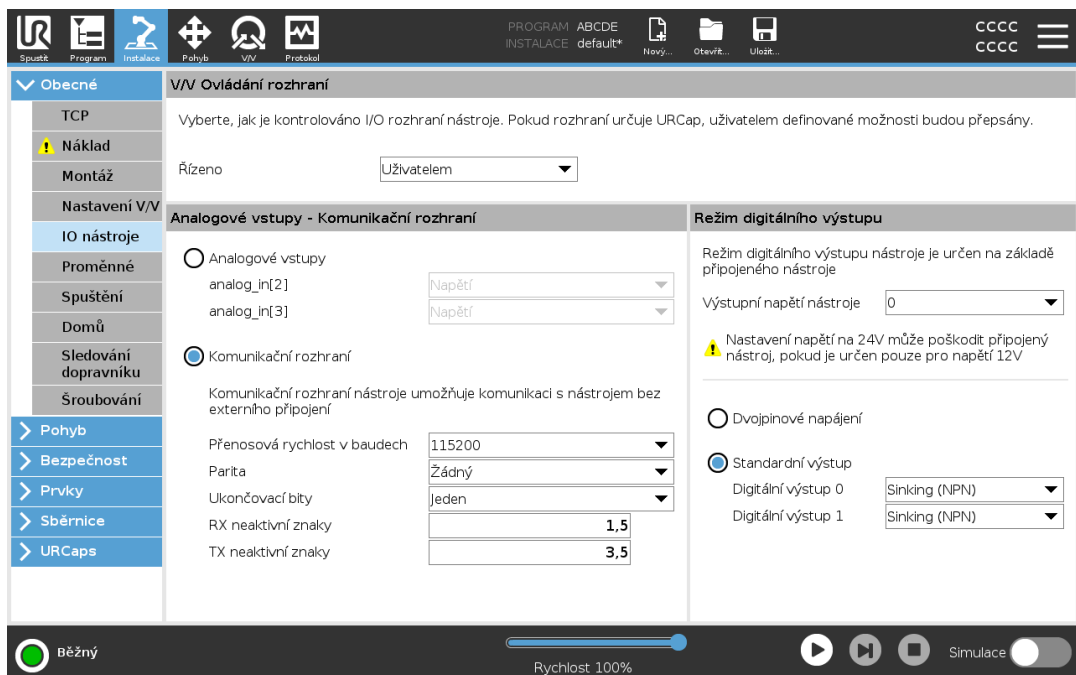 PROGRAM ABCDE
INSTALACE default*
CCCC
CCCC
Spustit Program Instalace Pohyb V/V Protokol Nový... Otevřít... Uložit...
Obecné
TCP
Náklad
Montáž
Nastavení V/V
IO nástroje
Proměnné
Spuštění
Domů
Sledování
dopravníku
Šroubování
Pohyb
Bezpečnost
Prvky
Sběrnice
URCaps
V/V Ovládání rozhraní
Vyberte, jak je kontrolováno I/O rozhraní nástroje. Pokud rozhraní určuje URCap, uživatelem definované možnosti budou přepsány.
Řízeno Uživatelem
Analogové vstupy - Komunikační rozhraní
Analogové vstupy
analog_in[2] Napětí
analog_in[3] Napětí
Komunikační rozhraní
Komunikační rozhraní nástroje umožňuje komunikaci s nástrojem bez
externího připojení
Přenosová rychlost v baudech 115200
Parita Žádný
Ukončovací bity Jeden
RX neaktivní znaky 1,5
TX neaktivní znaky 3,5
Režim digitálního výstupu
Režim digitálního výstupu nástroje je určen na základě
připojeného nástroje
Výstupní napětí nástroje 0
Nastavení napětí na 24V může poškodit připojený
nástroj, pokud je určen pouze pro napětí 12V
Dvojpinové napájení
Standardní výstup
Digitální výstup 0 Sinking (NPN)
Digitální výstup 1 Sinking (NPN)
Běžný
Rychlost 100%
Simulace